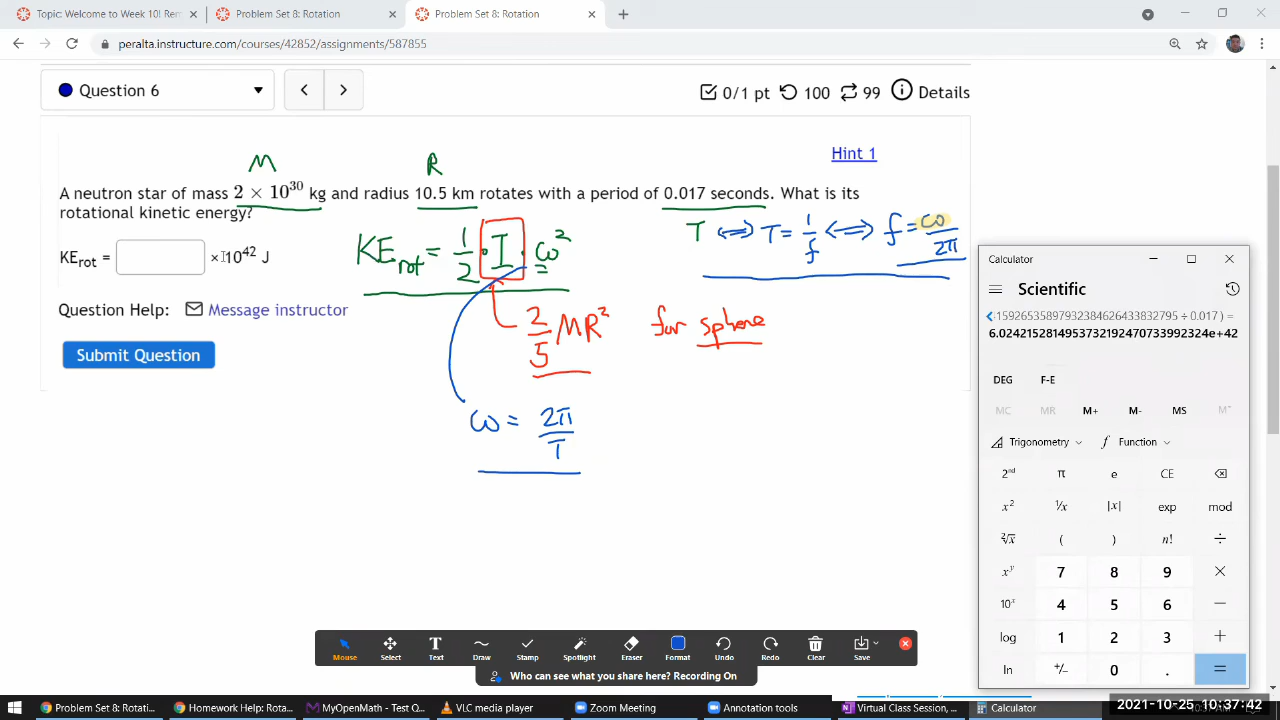 Topic: Welcome to Week 10! Rem
Problem Set 8: Rotation
Problem Set 8: Rotation
peralta.instructure.com/courses/42852/assignments/587855
Question 6
0/1 pt 100 99 Details
Hint 1
M
R
A neutron star of mass 2 × 10^30 kg and radius 10.5 km rotates with a period of 0.017 seconds. What is its
rotational kinetic energy?
T ⟺ T = 1/f ⟺ f = ω/2π
KE_rot = 1/2 · I · ω²
KE_rot = × 10^42 J
2/5 MR² for sphere
Question Help: Message instructor
Submit Question
ω = 2π/T
Calculator
Scientific
159265358979323846264338327​95 ÷ 0.017) =
6.0242152814953732192470733992324e+42
DEG F-E
MC MR M+ M- MS M˅
Trigonometry Function
2ⁿᵈ π e CE
x² ¹/x |x| exp mod
²√x ( ) n! ÷
xʸ 7 8 9 ×
10ˣ 4 5 6 −
log 1 2 3 +
ln +/− 0 . =
Mouse Select Text Draw Stamp Spotlight Eraser Format Undo Redo Clear Save
Who can see what you share here? Recording On
Problem Set 8: Rotat...
Homework Help: Rota...
MyOpenMath - Test Q...
VLC media player
Zoom Meeting
Annotation tools
Virtual Class Session, ...
Calculator
2021-10-25 10:37:42